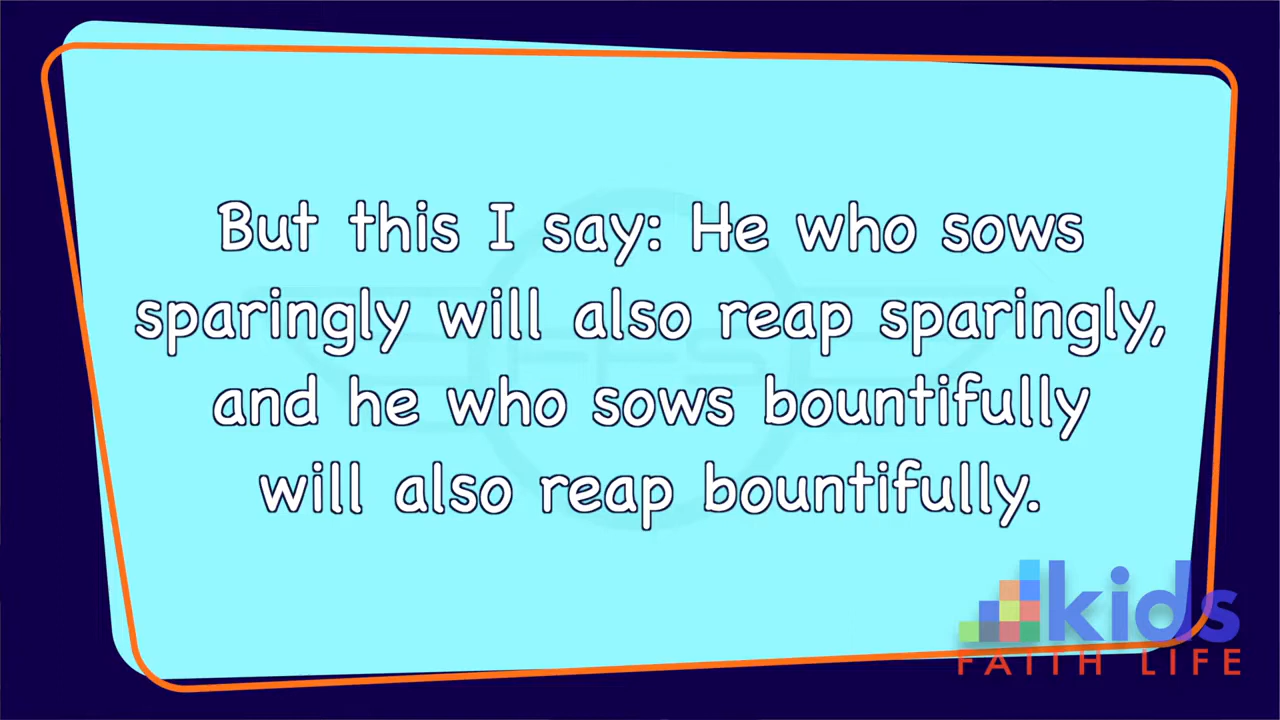 But this I say: He who sows
sparingly will also reap sparingly,
and he who sows bountifully
will also reap bountifully.
kids
FAITH LIFE